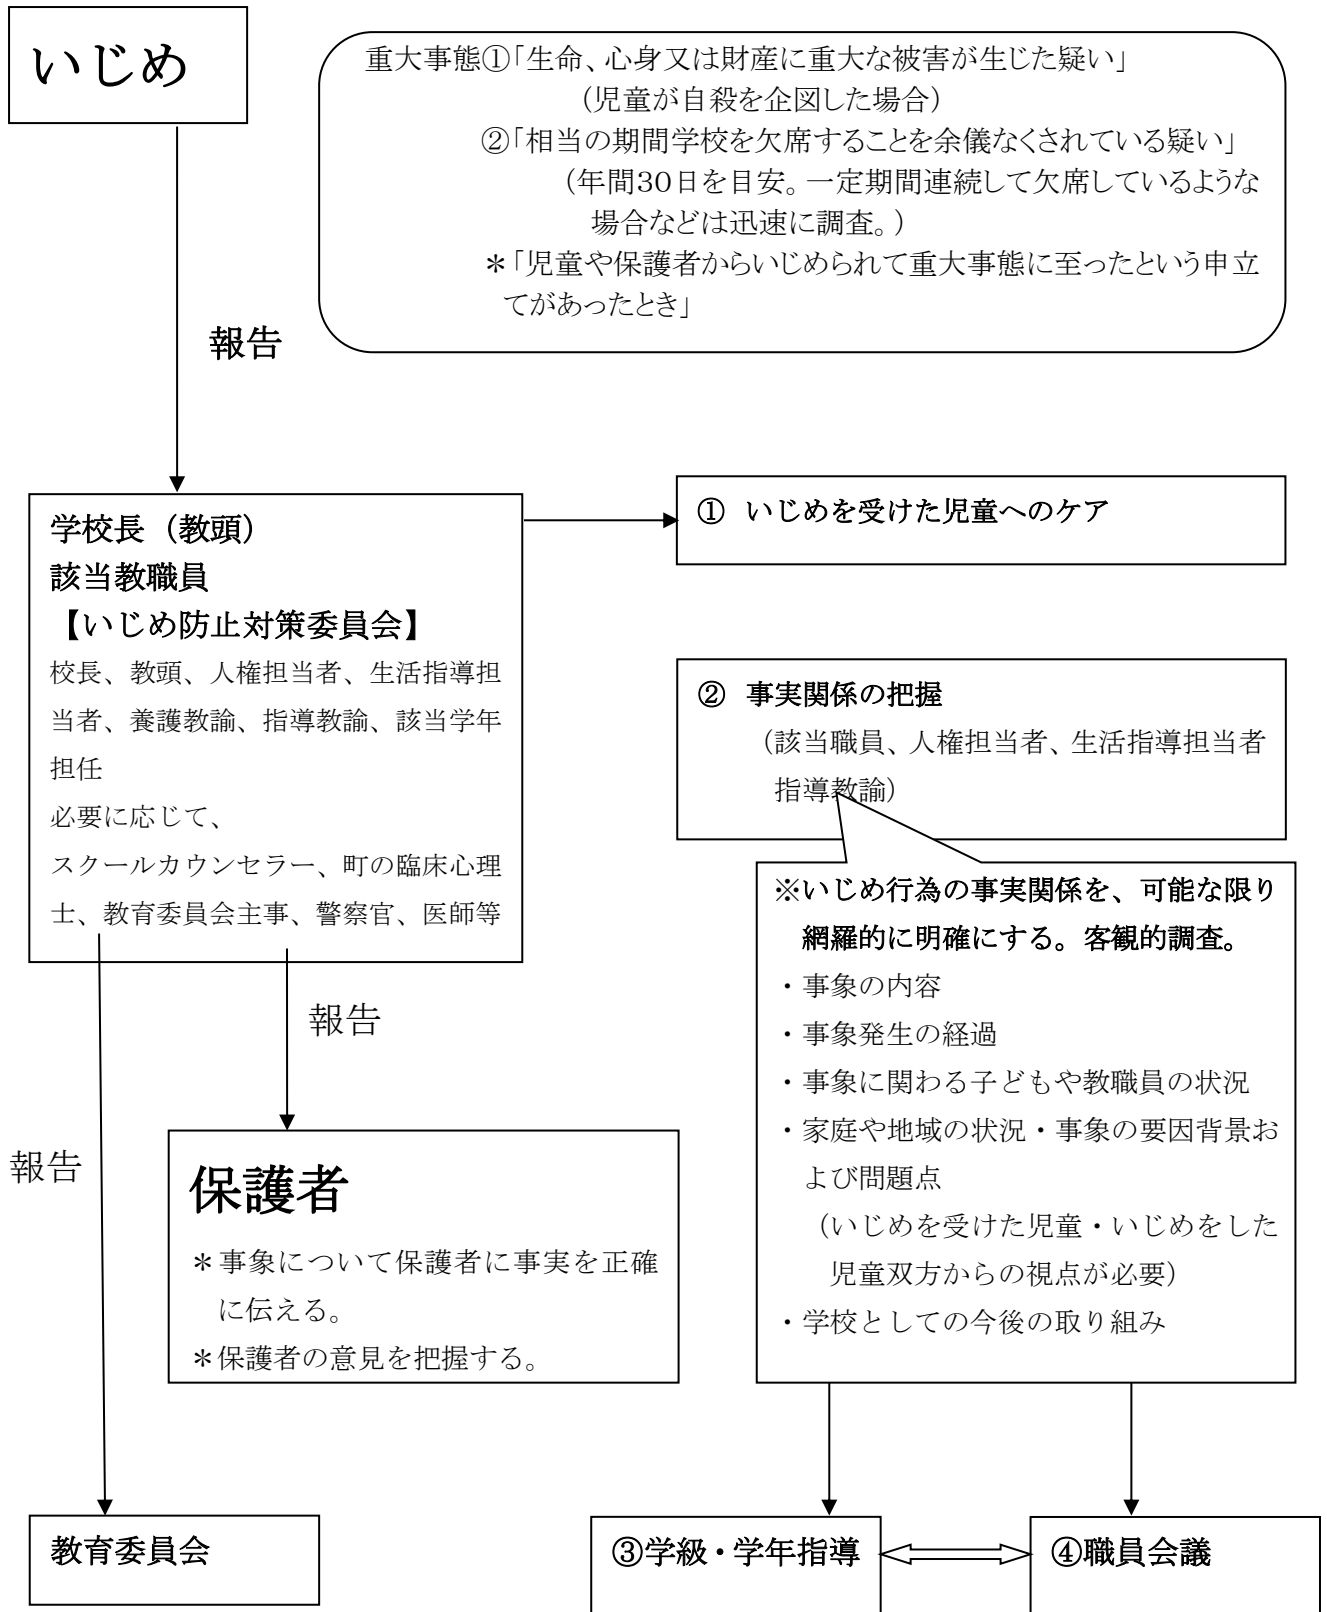 いじめ
重大事態①「生命、心身又は財産に重大な被害が生じた疑い」
（児童が自殺を企図した場合）
②「相当の期間学校を欠席することを余儀なくされている疑い」
（年間30日を目安。一定期間連続して欠席しているような
場合などは迅速に調査。）
＊「児童や保護者からいじめられて重大事態に至ったという申立
てがあったとき」
報告
学校長（教頭）
該当教職員
【いじめ防止対策委員会】
校長、教頭、人権担当者、生活指導担
当者、養護教諭、指導教諭、該当学年
担任
必要に応じて、
スクールカウンセラー、町の臨床心理
士、教育委員会主事、警察官、医師等
① いじめを受けた児童へのケア
② 事実関係の把握
（該当職員、人権担当者、生活指導担当者
指導教諭）
※いじめ行為の事実関係を、可能な限り
網羅的に明確にする。客観的調査。
・事象の内容
・事象発生の経過
・事象に関わる子どもや教職員の状況
・家庭や地域の状況・事象の要因背景お
よび問題点
（いじめを受けた児童・いじめをした
児童双方からの視点が必要）
・学校としての今後の取り組み
報告
報告
保護者
＊事象について保護者に事実を正確
に伝える。
＊保護者の意見を把握する。
教育委員会
③学級・学年指導
④職員会議